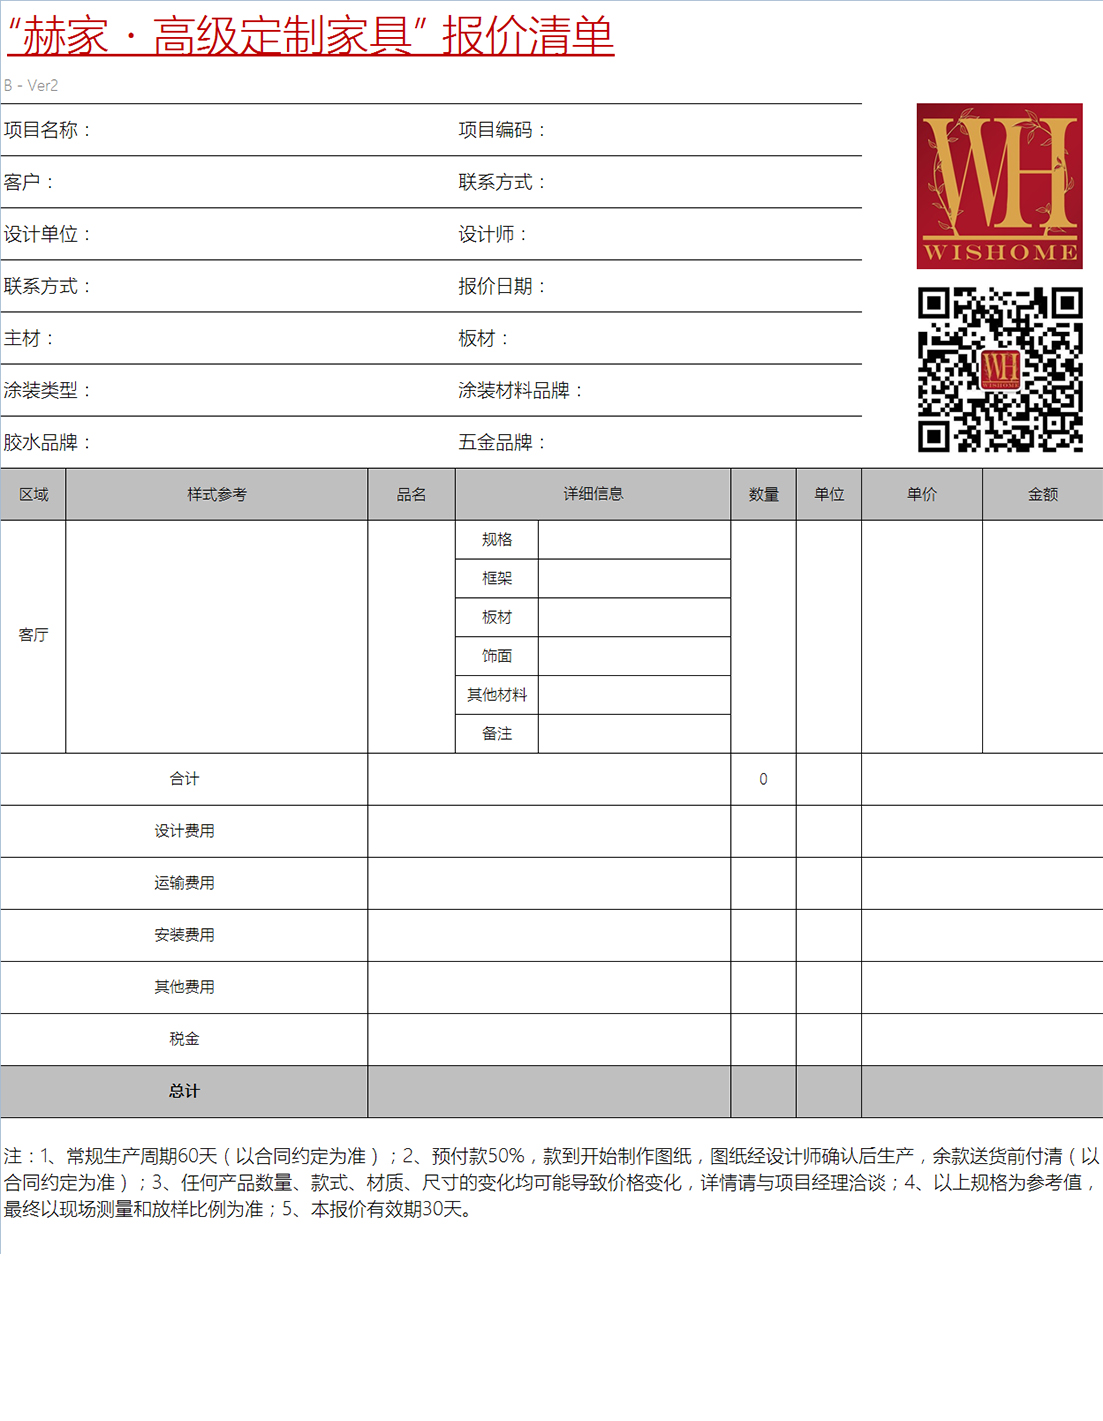 “赫家 · 高级定制家具” 报价清单
B - Ver2
项目名称： 项目编码：
客户： 联系方式：
设计单位： 设计师：
联系方式： 报价日期：
主材： 板材：
涂装类型： 涂装材料品牌：
胶水品牌： 五金品牌：
WH
WISHOME
WH
WISHOME
区域 样式参考 品名 详细信息 数量 单位 单价 金额
客厅
规格
框架
板材
饰面
其他材料
备注
合计 0
设计费用
运输费用
安装费用
其他费用
税金
总计
注：1、常规生产周期60天（以合同约定为准）；2、预付款50%，款到开始制作图纸，图纸经设计师确认后生产，余款送货前付清（以
合同约定为准）；3、任何产品数量、款式、材质、尺寸的变化均可能导致价格变化，详情请与项目经理洽谈；4、以上规格为参考值，
最终以现场测量和放样比例为准；5、本报价有效期30天。